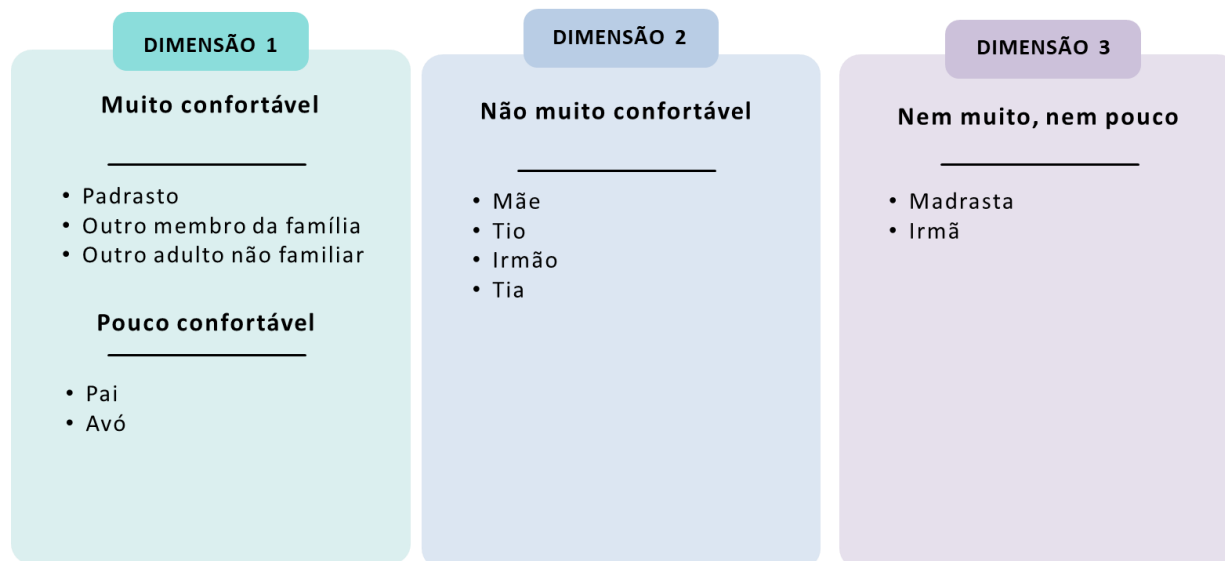 DIMENSÃO 1
Muito confortável
• Padrasto
• Outro membro da família
• Outro adulto não familiar
Pouco confortável
• Pai
• Avó
DIMENSÃO 2
Não muito confortável
• Mãe
• Tio
• Irmão
• Tia
DIMENSÃO 3
Nem muito, nem pouco
• Madrasta
• Irmã